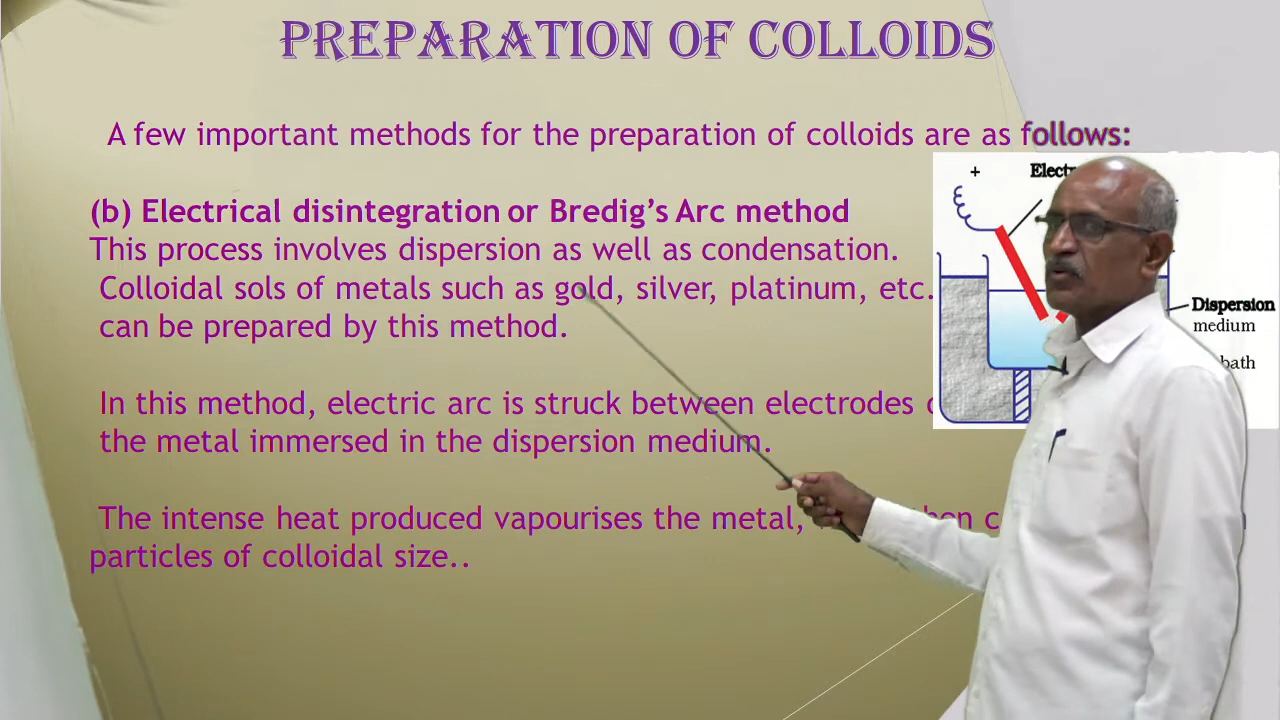 PREPARATION OF COLLOIDS
A few important methods for the preparation of colloids are as follows:
(b) Electrical disintegration or Bredig’s Arc method
This process involves dispersion as well as condensation.
Colloidal sols of metals such as gold, silver, platinum, etc.
can be prepared by this method.
In this method, electric arc is struck between electrodes
the metal immersed in the dispersion medium.
The intense heat produced vapourises the metal,
particles of colloidal size..
+
-
Dispersion
medium
bath